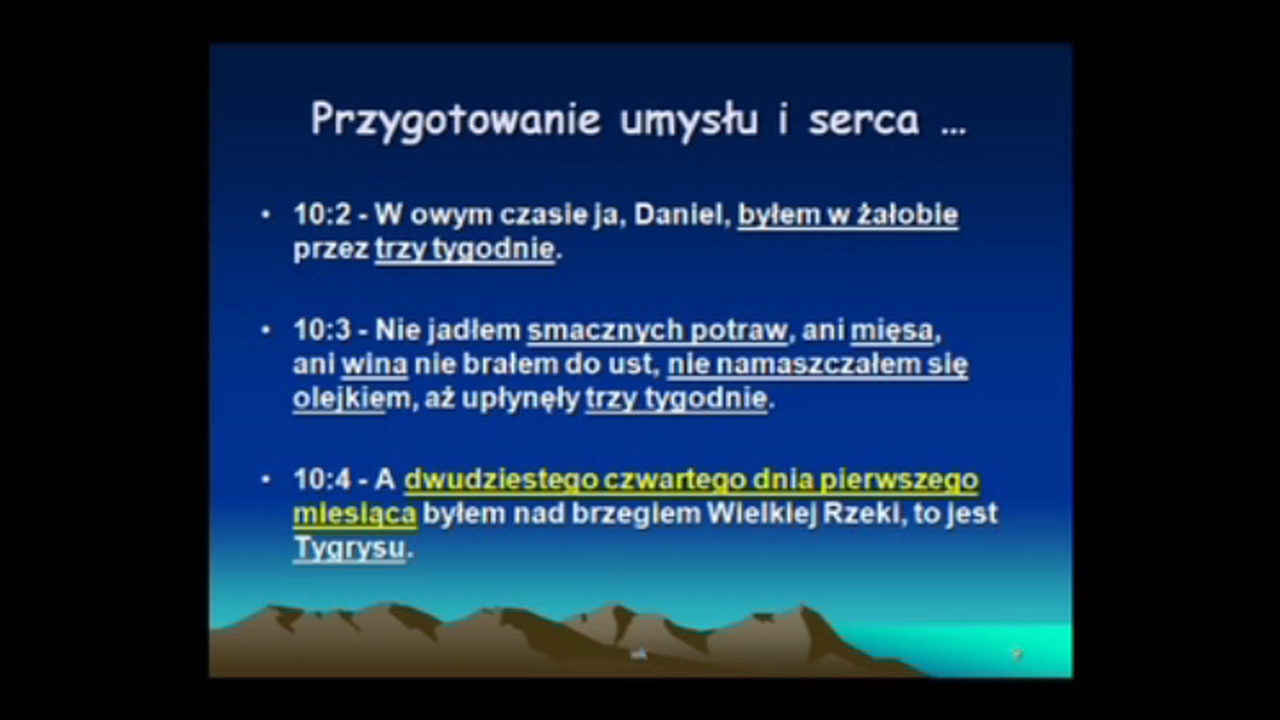 Przygotowanie umysłu i serca ...
• 10:2 - W owym czasie ja, Daniel, byłem w żałobie
przez trzy tygodnie.
• 10:3 - Nie jadłem smacznych potraw, ani mięsa,
ani wina nie brałem do ust, nie namaszczałem się
olejkiem, aż upłynęły trzy tygodnie.
• 10:4 - A dwudziestego czwartego dnia pierwszego
miesiąca byłem nad brzegiem Wielkiej Rzeki, to jest
Tygrysu.